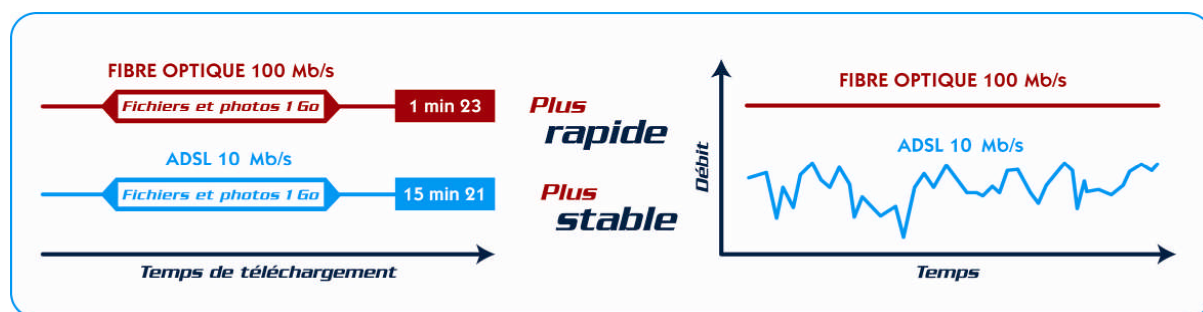 FIBRE OPTIQUE 100 Mb/s
Fichiers et photos 1 Go
1 min 23
ADSL 10 Mb/s
Fichiers et photos 1 Go
15 min 21
Temps de téléchargement
Plus
rapide
Plus
stable
Débit
FIBRE OPTIQUE 100 Mb/s
ADSL 10 Mb/s
Temps